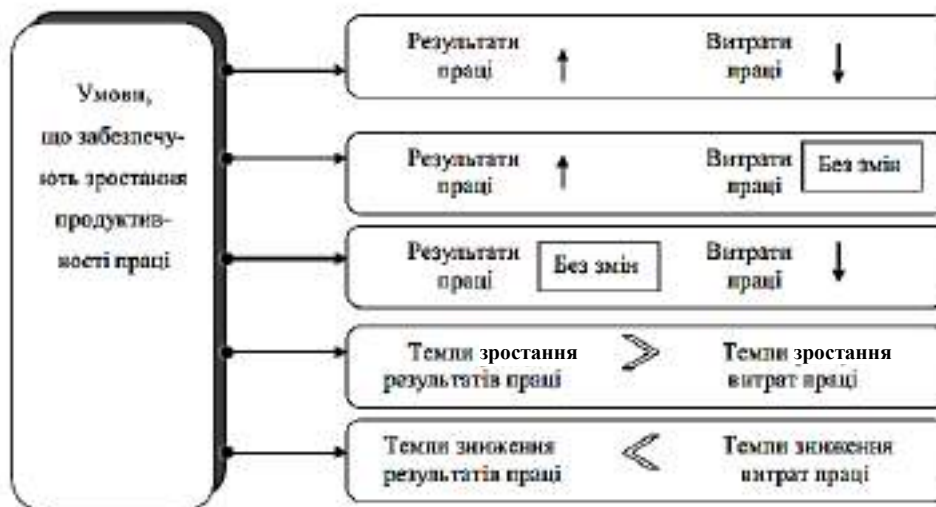 Умови,
що забезпечу-
ють зростання
продуктив-
ності праці
Результати
праці
Витрати
праці
Результати
праці
Витрати
праці
Без змін
Результати
праці
Без змін
Витрати
праці
Темпи зростання
результатів праці
>
Темпи зростання
витрат праці
Темпи зниження
результатів праці
<
Темпи зниження
витрат праці